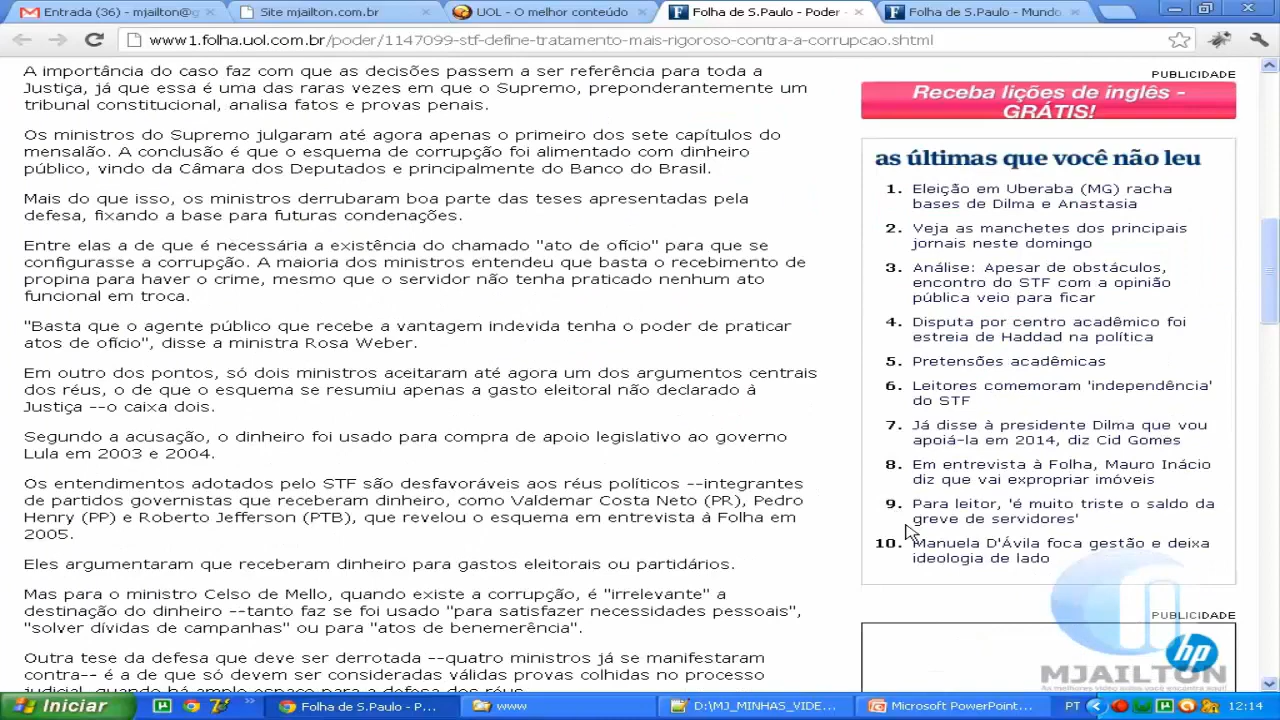 Entrada (36) - mjailton@g
Site mjailton.com.br
UOL - O melhor conteúdo
Folha de S.Paulo - Poder
Folha de S.Paulo - Mundo
www1.folha.uol.com.br/poder/1147099-stf-define-tratamento-mais-rigoroso-contra-a-corrupcao.shtml
A importância do caso faz com que as decisões passem a ser referência para toda a
Justiça, já que essa é uma das raras vezes em que o Supremo, preponderantemente um
tribunal constitucional, analisa fatos e provas penais.
Os ministros do Supremo julgaram até agora apenas o primeiro dos sete capítulos do
mensalão. A conclusão é que o esquema de corrupção foi alimentado com dinheiro
público, vindo da Câmara dos Deputados e principalmente do Banco do Brasil.
Mais do que isso, os ministros derrubaram boa parte das teses apresentadas pela
defesa, fixando a base para futuras condenações.
Entre elas a de que é necessária a existência do chamado "ato de ofício" para que se
configurasse a corrupção. A maioria dos ministros entendeu que basta o recebimento de
propina para haver o crime, mesmo que o servidor não tenha praticado nenhum ato
funcional em troca.
"Basta que o agente público que recebe a vantagem indevida tenha o poder de praticar
atos de ofício", disse a ministra Rosa Weber.
Em outro dos pontos, só dois ministros aceitaram até agora um dos argumentos centrais
dos réus, o de que o esquema se resumiu apenas a gasto eleitoral não declarado à
Justiça --o caixa dois.
Segundo a acusação, o dinheiro foi usado para compra de apoio legislativo ao governo
Lula em 2003 e 2004.
Os entendimentos adotados pelo STF são desfavoráveis aos réus políticos --integrantes
de partidos governistas que receberam dinheiro, como Valdemar Costa Neto (PR), Pedro
Henry (PP) e Roberto Jefferson (PTB), que revelou o esquema em entrevista à Folha em
2005.
Eles argumentaram que receberam dinheiro para gastos eleitorais ou partidários.
Mas para o ministro Celso de Mello, quando existe a corrupção, é "irrelevante" a
destinação do dinheiro --tanto faz se foi usado "para satisfazer necessidades pessoais",
"solver dívidas de campanhas" ou para "atos de benemerência".
Outra tese da defesa que deve ser derrotada --quatro ministros já se manifestaram
contra-- é a de que só devem ser consideradas válidas provas colhidas no processo
judicial, quando há amplo
PUBLICIDADE
Receba lições de inglês -
GRÁTIS!
as últimas que você não leu
1. Eleição em Uberaba (MG) racha
bases de Dilma e Anastasia
2. Veja as manchetes dos principais
jornais neste domingo
3. Análise: Apesar de obstáculos,
encontro do STF com a opinião
pública veio para ficar
4. Disputa por centro acadêmico foi
estreia de Haddad na política
5. Pretensões acadêmicas
6. Leitores comemoram 'independência'
do STF
7. Já disse à presidente Dilma que vou
apoiá-la em 2014, diz Cid Gomes
8. Em entrevista à Folha, Mauro Inácio
diz que vai expropriar imóveis
9. Para leitor, 'é muito triste o saldo da
greve de servidores'
10. Manuela D'Ávila foca gestão e deixa
ideologia de lado
PUBLICIDADE
hp
MJAILTON
Iniciar
Folha de S.Paulo - P...
www
D:\MJ_MINHAS_VIDE...
Microsoft PowerPoint...
PT
12:14